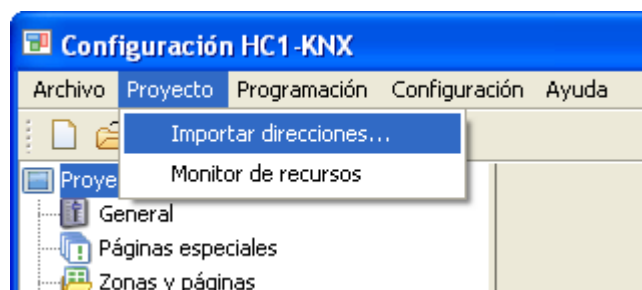 Configuración HC1-KNX
Archivo Proyecto Programación Configuración Ayuda
Importar direcciones...
Monitor de recursos
General
Páginas especiales
Zonas y páginas